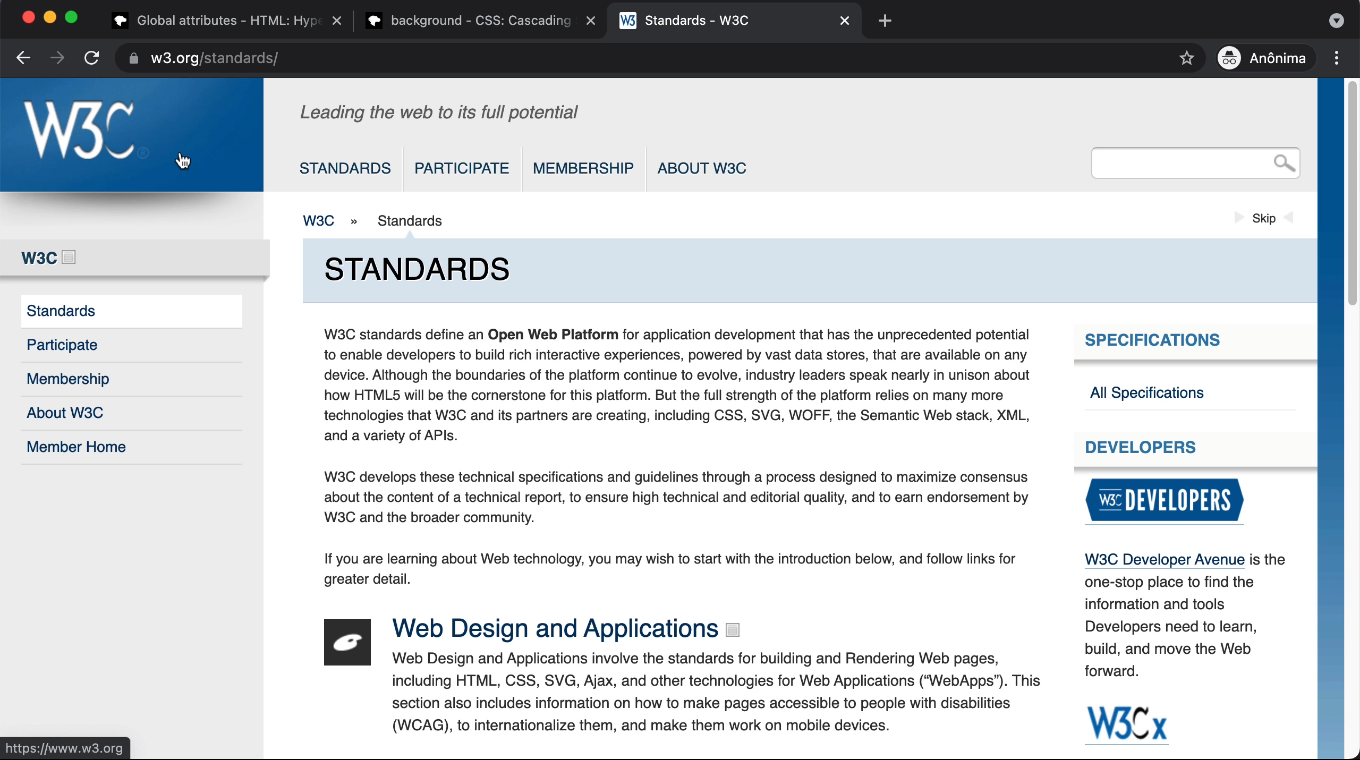 Global attributes - HTML: Hype
background - CSS: Cascading
W3 Standards - W3C
w3.org/standards/
Anônima
W3C®
Leading the web to its full potential
STANDARDS
PARTICIPATE
MEMBERSHIP
ABOUT W3C
W3C » Standards
Skip
W3C
Standards
Participate
Membership
About W3C
Member Home
STANDARDS
W3C standards define an Open Web Platform for application development that has the unprecedented potential
to enable developers to build rich interactive experiences, powered by vast data stores, that are available on any
device. Although the boundaries of the platform continue to evolve, industry leaders speak nearly in unison about
how HTML5 will be the cornerstone for this platform. But the full strength of the platform relies on many more
technologies that W3C and its partners are creating, including CSS, SVG, WOFF, the Semantic Web stack, XML,
and a variety of APIs.
W3C develops these technical specifications and guidelines through a process designed to maximize consensus
about the content of a technical report, to ensure high technical and editorial quality, and to earn endorsement by
W3C and the broader community.
If you are learning about Web technology, you may wish to start with the introduction below, and follow links for
greater detail.
Web Design and Applications
Web Design and Applications involve the standards for building and Rendering Web pages,
including HTML, CSS, SVG, Ajax, and other technologies for Web Applications (“WebApps”). This
section also includes information on how to make pages accessible to people with disabilities
(WCAG), to internationalize them, and make them work on mobile devices.
SPECIFICATIONS
All Specifications
DEVELOPERS
W3C DEVELOPERS
W3C Developer Avenue is the
one-stop place to find the
information and tools
Developers need to learn,
build, and move the Web
forward.
W3Cx
https://www.w3.org